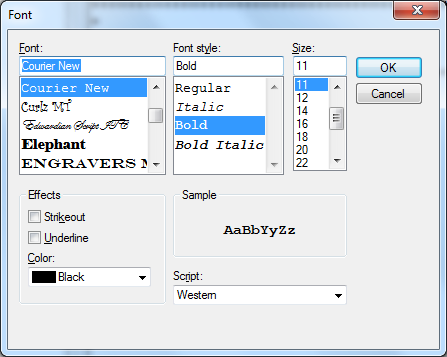 Font
Font:
Courier New
Courier New
Curlz MT
Edwardian Script ITC
Elephant
ENGRAVERS M
Font style:
Bold
Regular
Italic
Bold
Bold Italic
Size:
11
11
12
14
16
18
20
22
OK
Cancel
Effects
Strikeout
Underline
Color:
Black
Sample
AaBbYyZz
Script:
Western